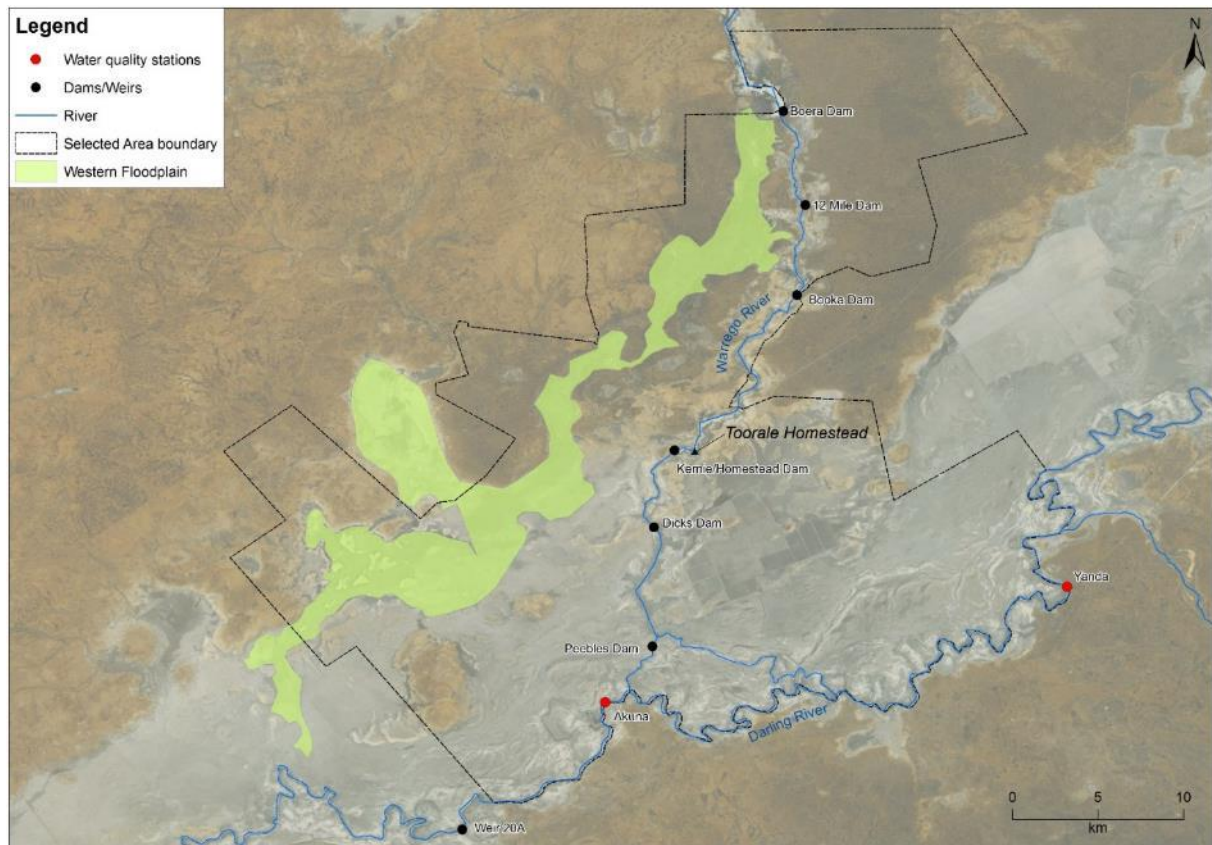 Legend
Water quality stations
Dams/Weirs
River
Selected Area boundary
Western Floodplain
N
Boera Dam
12 Mile Dam
Booka Dam
Warrego River
Toorale Homestead
Kernie/Homestead Dam
Dicks Dam
Yanda
Peebles Dam
Akuna
Darling River
Weir 20A
0 5 10
km